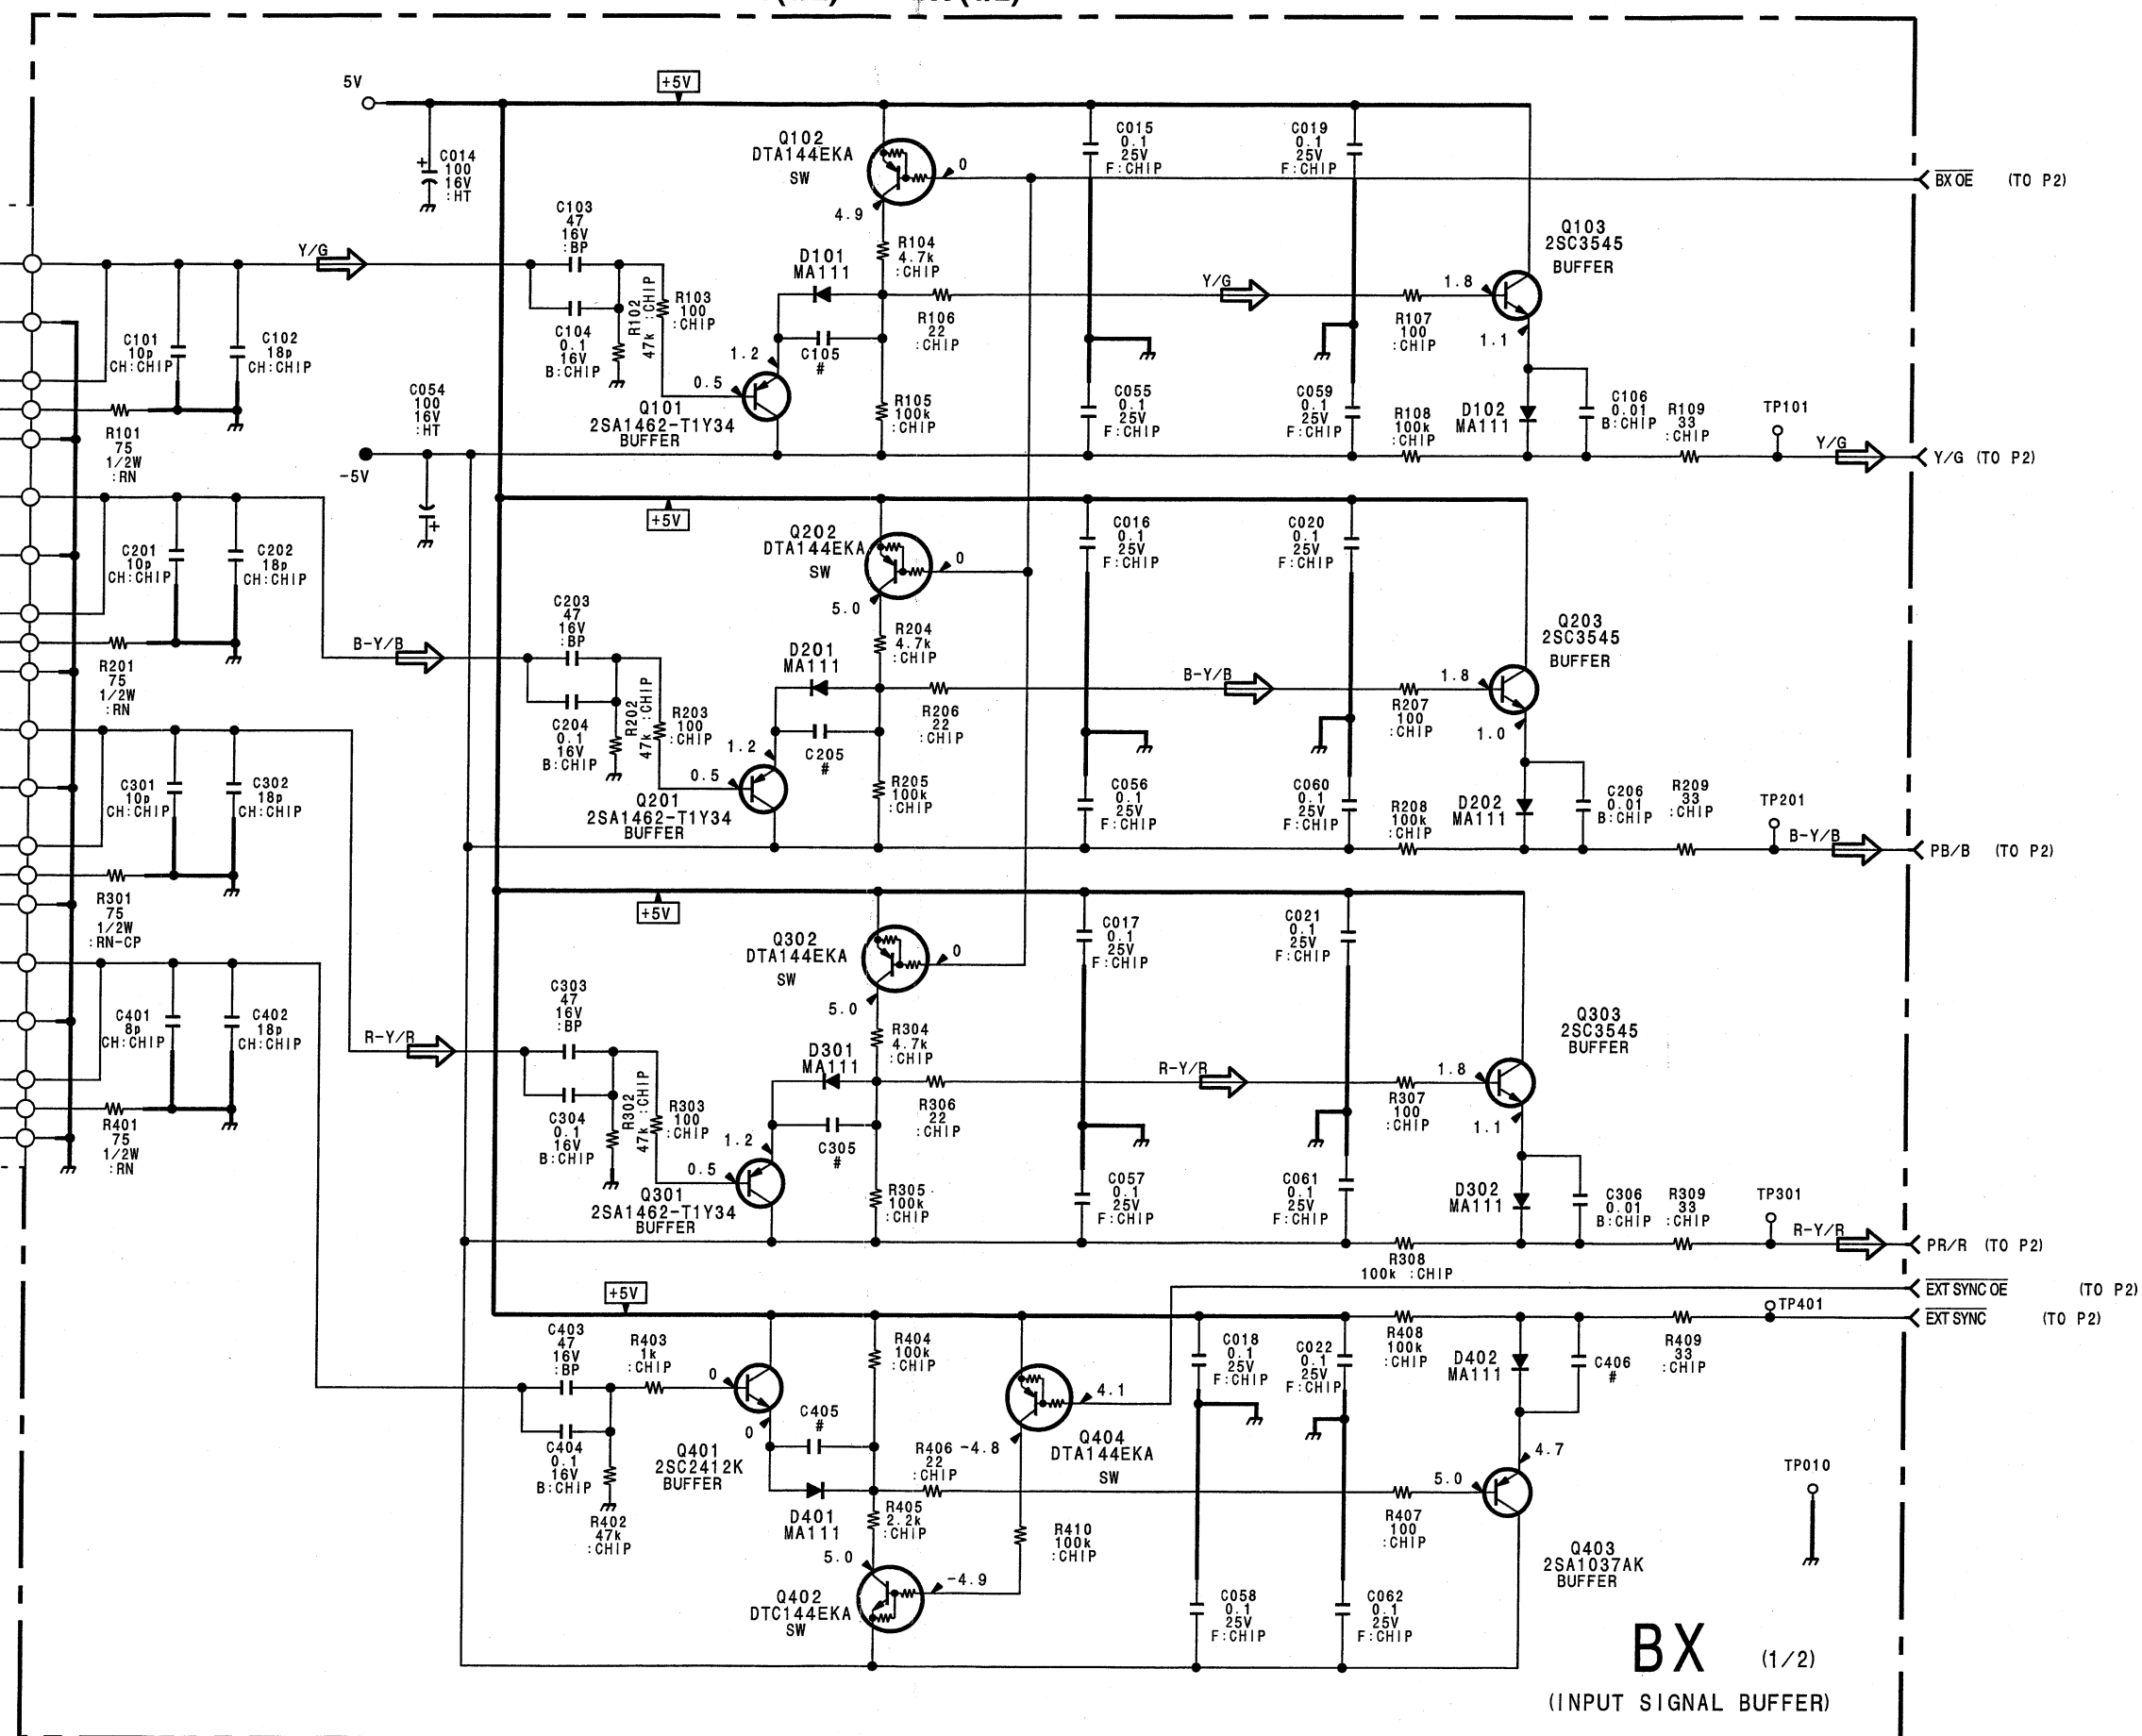 5V
+5V
C014
100
16V
:HT
Q102
DTA144EKA
SW
0
4.9
C015
0.1
25V
F:CHIP
C019
0.1
25V
F:CHIP
BX OE (TO P2)
Y/G
C103
47
16V
:BP
C104
0.1
16V
B:CHIP
R102
47k :CHIP
R103
100
:CHIP
D101
MA111
R104
4.7k
:CHIP
Y/G
Q103
2SC3545
BUFFER
1.8
1.1
C101
10p
CH:CHIP
C102
18p
CH:CHIP
1.2
0.5
C105
#
R106
22
:CHIP
R107
100
:CHIP
R101
75
1/2W
:RN
C054
100
16V
:HT
-5V
Q101
2SA1462-T1Y34
BUFFER
R105
100k
:CHIP
C055
0.1
25V
F:CHIP
C059
0.1
25V
F:CHIP
R108
100k
:CHIP
D102
MA111
C106
0.01
B:CHIP
R109
33
:CHIP
TP101
Y/G
Y/G (TO P2)
+5V
Q202
DTA144EKA
SW
0
5.0
C016
0.1
25V
F:CHIP
C020
0.1
25V
F:CHIP
C201
10p
CH:CHIP
C202
18p
CH:CHIP
R201
75
1/2W
:RN
B-Y/B
C203
47
16V
:BP
C204
0.1
16V
B:CHIP
R202
47k :CHIP
R203
100
:CHIP
D201
MA111
R204
4.7k
:CHIP
B-Y/B
Q203
2SC3545
BUFFER
1.8
1.0
1.2
0.5
C205
#
R206
22
:CHIP
R207
100
:CHIP
Q201
2SA1462-T1Y34
BUFFER
R205
100k
:CHIP
C056
0.1
25V
F:CHIP
C060
0.1
25V
F:CHIP
R208
100k
:CHIP
D202
MA111
C206
0.01
B:CHIP
R209
33
:CHIP
TP201
B-Y/B
PB/B (TO P2)
C301
10p
CH:CHIP
C302
18p
CH:CHIP
R301
75
1/2W
:RN-CP
+5V
Q302
DTA144EKA
SW
0
5.0
C017
0.1
25V
F:CHIP
C021
0.1
25V
F:CHIP
C401
8p
CH:CHIP
C402
18p
CH:CHIP
R401
75
1/2W
:RN
R-Y/R
C303
47
16V
:BP
C304
0.1
16V
B:CHIP
R302
47k :CHIP
R303
100
:CHIP
D301
MA111
R304
4.7k
:CHIP
R-Y/R
Q303
2SC3545
BUFFER
1.8
1.1
1.2
0.5
C305
#
R306
22
:CHIP
R307
100
:CHIP
Q301
2SA1462-T1Y34
BUFFER
R305
100k
:CHIP
C057
0.1
25V
F:CHIP
C061
0.1
25V
F:CHIP
R308
100k :CHIP
D302
MA111
C306
0.01
B:CHIP
R309
33
:CHIP
TP301
R-Y/R
PR/R (TO P2)
EXT SYNC OE (TO P2)
EXT SYNC (TO P2)
+5V
C403
47
16V
:BP
R403
1k
:CHIP
C404
0.1
16V
B:CHIP
R402
47k
:CHIP
0
0
Q401
2SC2412K
BUFFER
R404
100k
:CHIP
C405
#
D401
MA111
R406
22
:CHIP
-4.8
R405
2.2k
:CHIP
5.0
Q402
DTC144EKA
SW
-4.9
4.1
Q404
DTA144EKA
SW
R410
100k
:CHIP
C018
0.1
25V
F:CHIP
C022
0.1
25V
F:CHIP
R408
100k
:CHIP
D402
MA111
C406
#
R409
33
:CHIP
TP401
4.7
5.0
R407
100
:CHIP
Q403
2SA1037AK
BUFFER
TP010
C058
0.1
25V
F:CHIP
C062
0.1
25V
F:CHIP
BX (1/2)
(INPUT SIGNAL BUFFER)